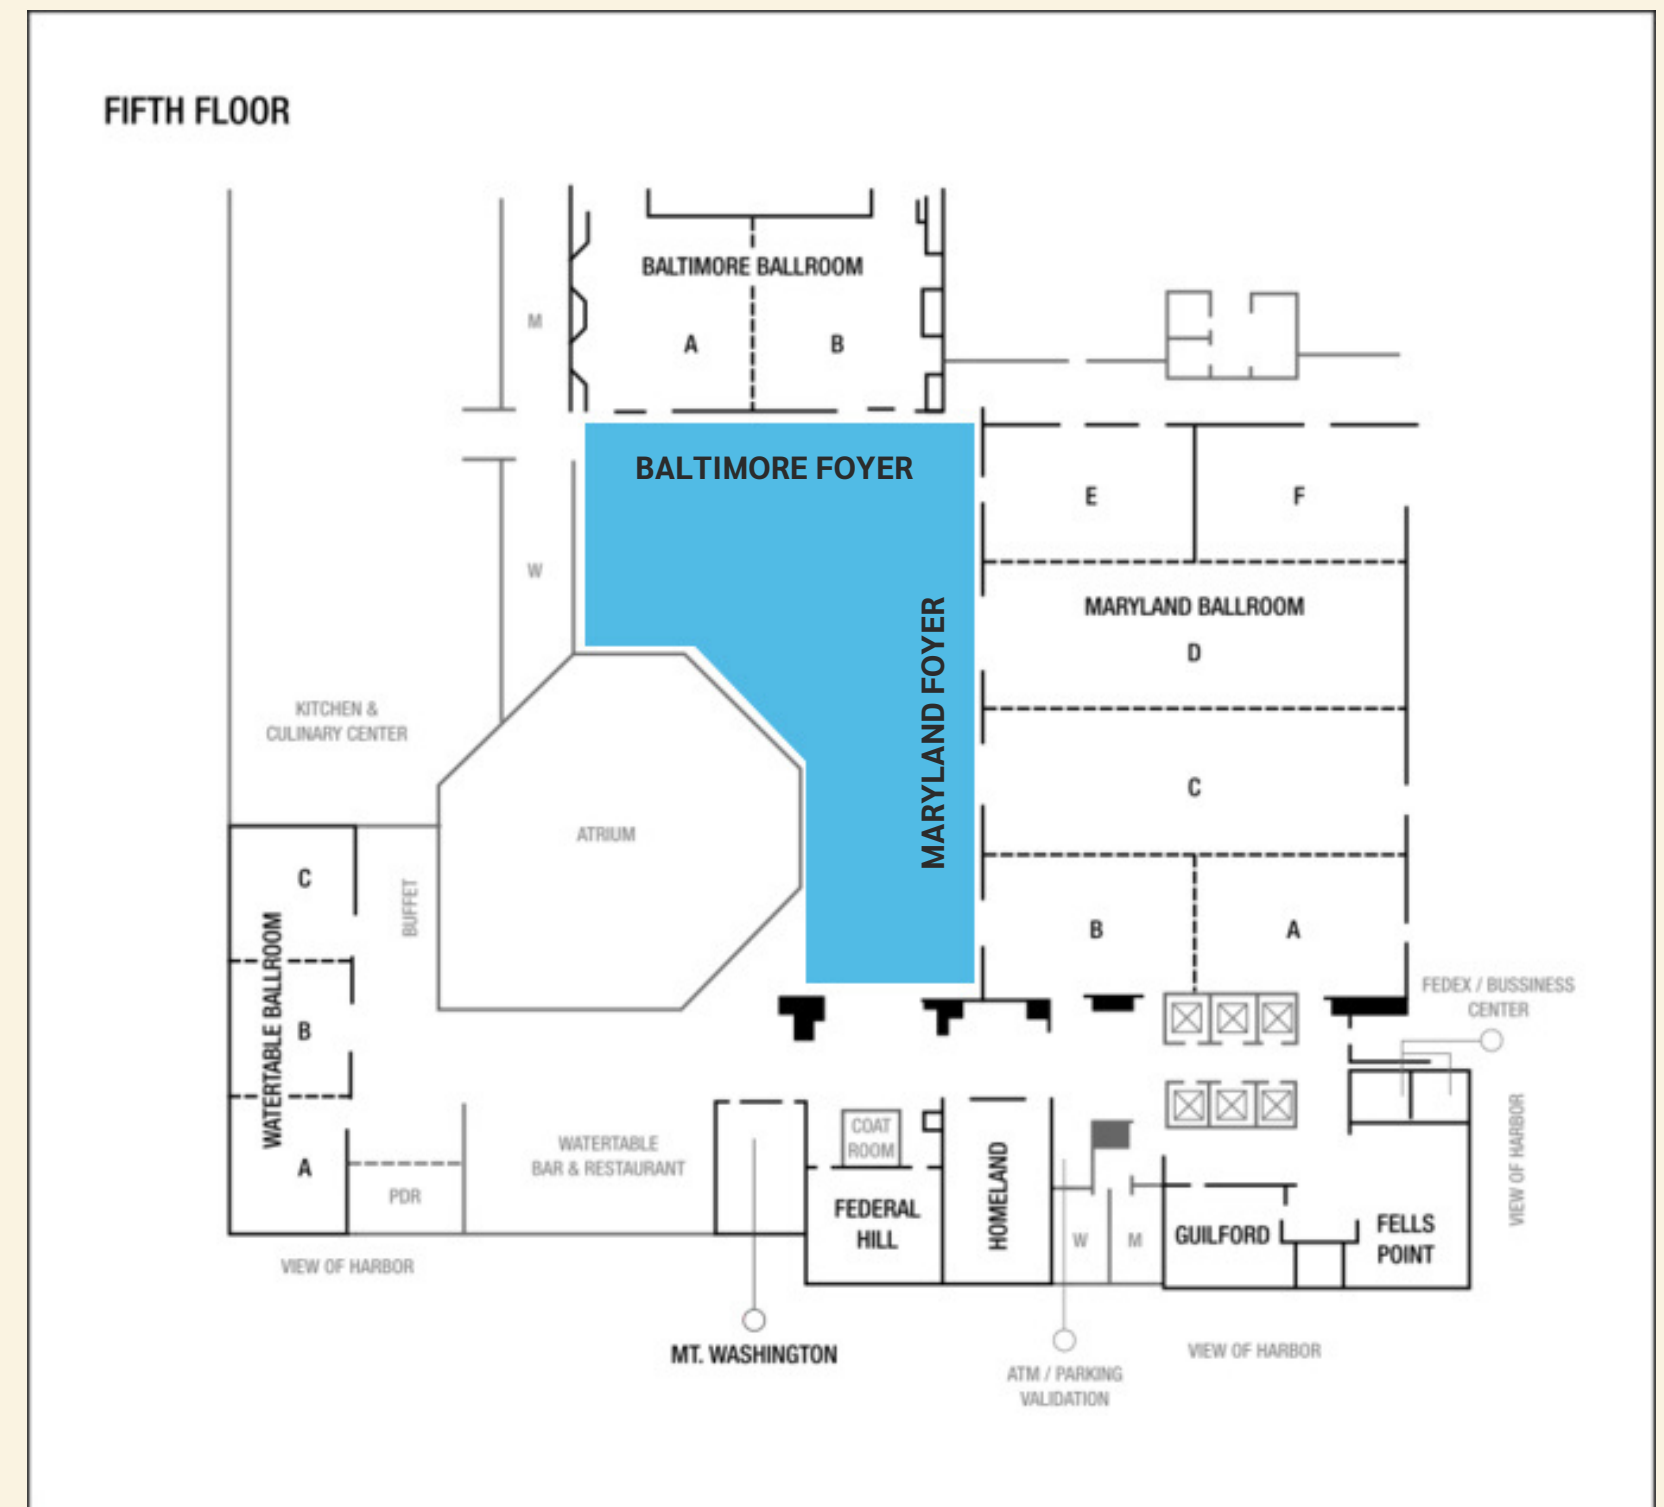 FIFTH FLOOR
BALTIMORE BALLROOM
M
A
B
BALTIMORE FOYER
E
F
W
MARYLAND FOYER
MARYLAND BALLROOM
D
KITCHEN &
CULINARY CENTER
C
ATRIUM
C
BUFFET
WATERTABLE BALLROOM
B
A
B
FEDEX / BUSSINESS
CENTER
VIEW OF HARBOR
A
PDR
WATERTABLE
BAR & RESTAURANT
COAT
ROOM
FEDERAL
HILL
HOMELAND
W
M
GUILFORD
FELLS
POINT
VIEW OF HARBOR
MT. WASHINGTON
ATM / PARKING
VALIDATION
VIEW OF HARBOR